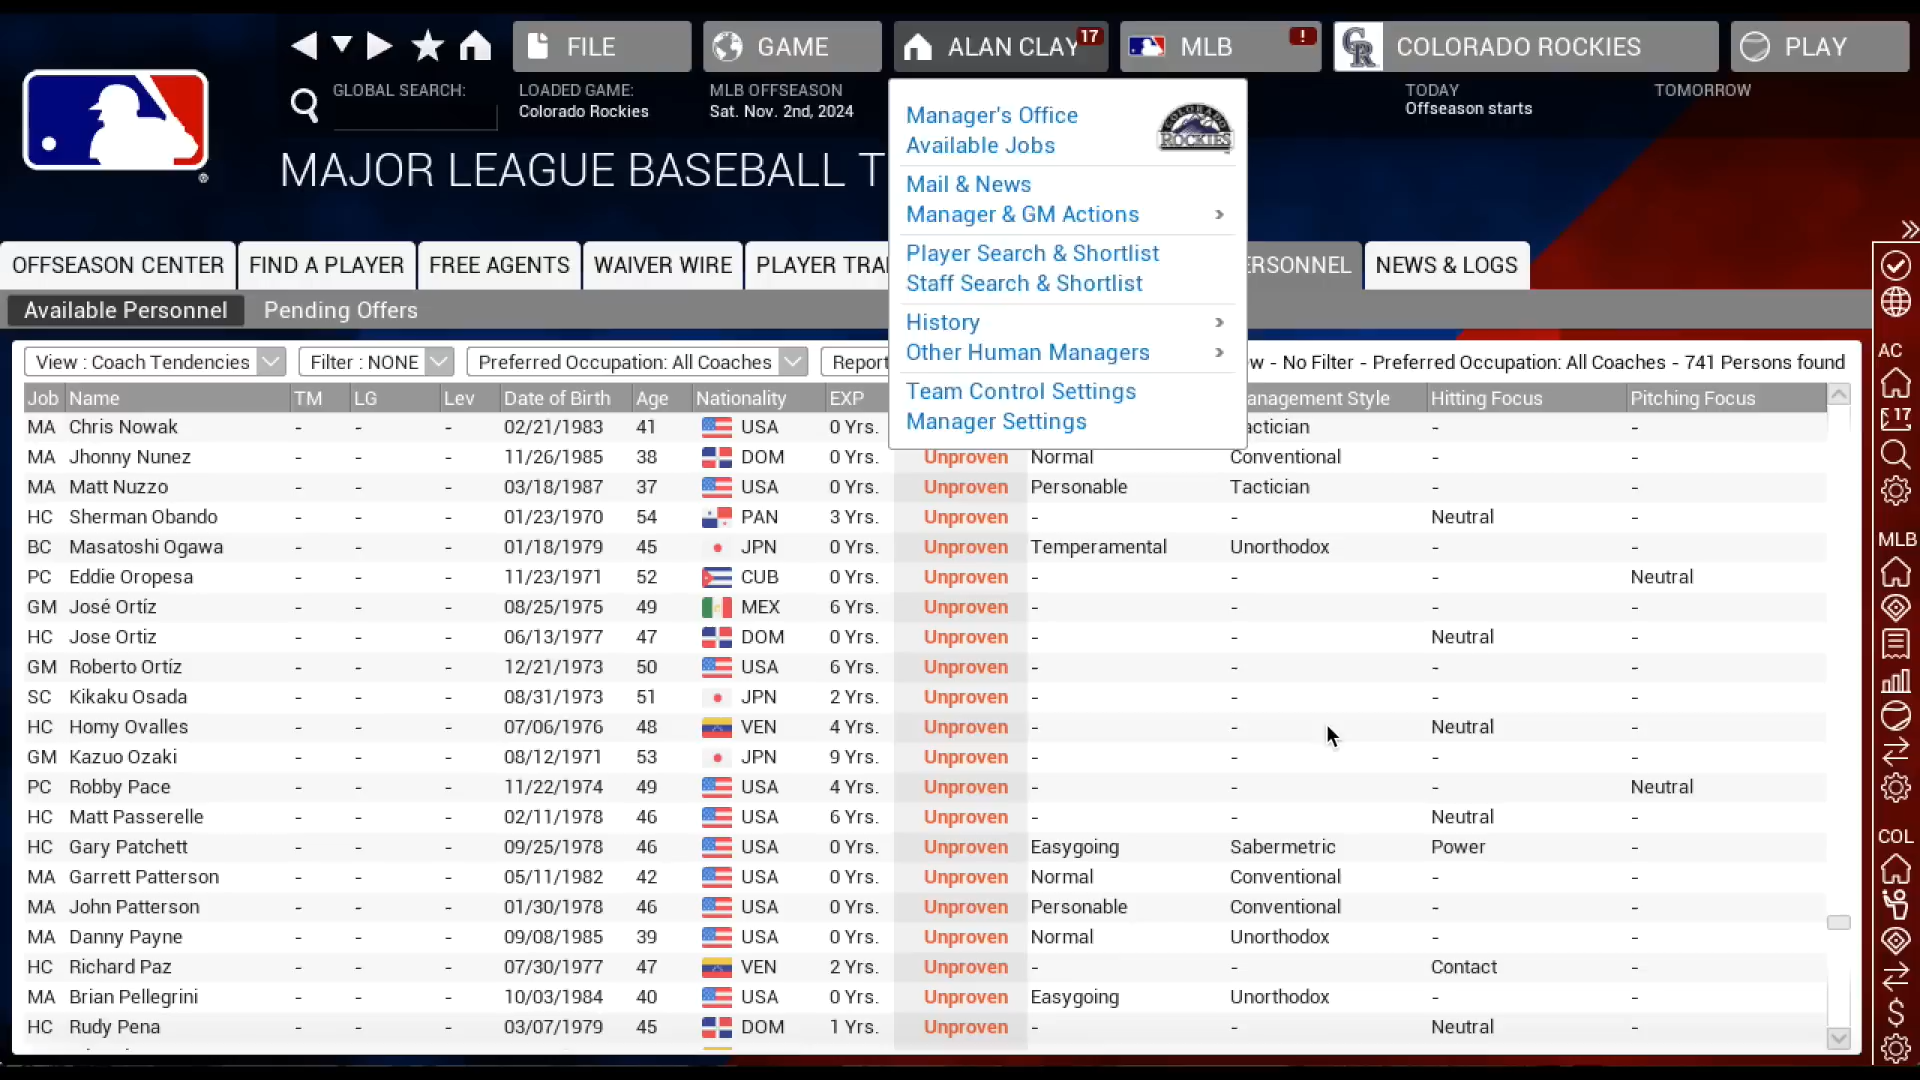 FILE
GAME
ALAN CLAY
17
MLB
!
COLORADO ROCKIES
PLAY
GLOBAL SEARCH:
LOADED GAME:
Colorado Rockies
MLB OFFSEASON
Sat. Nov. 2nd, 2024
TODAY
Offseason starts
TOMORROW
MAJOR LEAGUE BASEBALL T
Manager's Office
Available Jobs
COLORADO
ROCKIES
Mail & News
Manager & GM Actions
Player Search & Shortlist
Staff Search & Shortlist
History
Other Human Managers
Team Control Settings
Manager Settings
OFFSEASON CENTER
FIND A PLAYER
FREE AGENTS
WAIVER WIRE
PLAYER TRA
ERSONNEL
NEWS & LOGS
Available Personnel
Pending Offers
View : Coach Tendencies
Filter : NONE
Preferred Occupation: All Coaches
Report
w - No Filter - Preferred Occupation: All Coaches - 741 Persons found
Job Name TM LG Lev Date of Birth Age Nationality EXP anagement Style Hitting Focus Pitching Focus
MA Chris Nowak - - - 02/21/1983 41 USA 0 Yrs. actician - -
MA Jhonny Nunez - - - 11/26/1985 38 DOM 0 Yrs. Unproven Normal Conventional - -
MA Matt Nuzzo - - - 03/18/1987 37 USA 0 Yrs. Unproven Personable Tactician - -
HC Sherman Obando - - - 01/23/1970 54 PAN 3 Yrs. Unproven - - Neutral -
BC Masatoshi Ogawa - - - 01/18/1979 45 JPN 0 Yrs. Unproven Temperamental Unorthodox - -
PC Eddie Oropesa - - - 11/23/1971 52 CUB 0 Yrs. Unproven - - - Neutral
GM José Ortíz - - - 08/25/1975 49 MEX 6 Yrs. Unproven - - - -
HC Jose Ortiz - - - 06/13/1977 47 DOM 0 Yrs. Unproven - - Neutral -
GM Roberto Ortíz - - - 12/21/1973 50 USA 6 Yrs. Unproven - - - -
SC Kikaku Osada - - - 08/31/1973 51 JPN 2 Yrs. Unproven - - - -
HC Homy Ovalles - - - 07/06/1976 48 VEN 4 Yrs. Unproven - - Neutral -
GM Kazuo Ozaki - - - 08/12/1971 53 JPN 9 Yrs. Unproven - - - -
PC Robby Pace - - - 11/22/1974 49 USA 4 Yrs. Unproven - - - Neutral
HC Matt Passerelle - - - 02/11/1978 46 USA 6 Yrs. Unproven - - Neutral -
HC Gary Patchett - - - 09/25/1978 46 USA 0 Yrs. Unproven Easygoing Sabermetric Power -
MA Garrett Patterson - - - 05/11/1982 42 USA 0 Yrs. Unproven Normal Conventional - -
MA John Patterson - - - 01/30/1978 46 USA 0 Yrs. Unproven Personable Conventional - -
MA Danny Payne - - - 09/08/1985 39 USA 0 Yrs. Unproven Normal Unorthodox - -
HC Richard Paz - - - 07/30/1977 47 VEN 2 Yrs. Unproven - - Contact -
MA Brian Pellegrini - - - 10/03/1984 40 USA 0 Yrs. Unproven Easygoing Unorthodox - -
HC Rudy Pena - - - 03/07/1979 45 DOM 1 Yrs. Unproven - - Neutral -
AC
17
MLB
COL
$